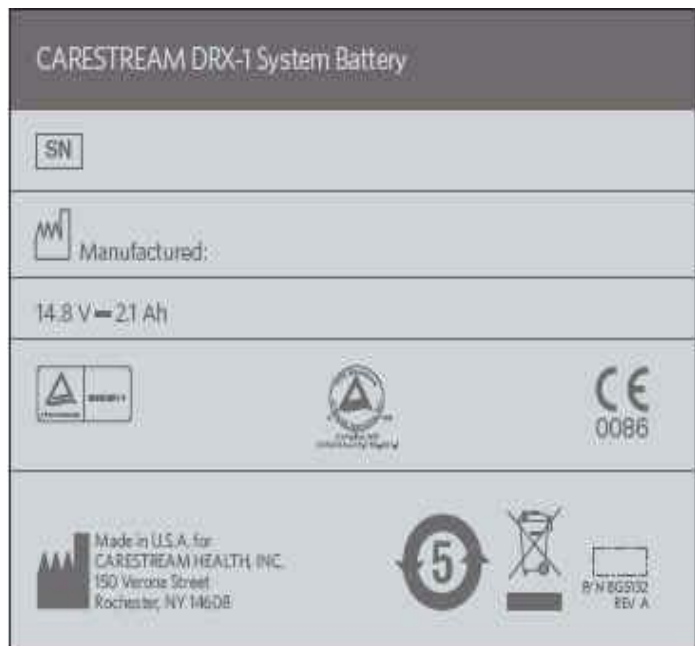 CARESTREAM DRX-1 System Battery
SN
Manufactured:
14.8 V ⎓ 2.1 Ah
CE
0086
Made in U.S.A. for
CARESTREAM HEALTH, INC.
150 Verona Street
Rochester, NY 14608
5
P/N 8G5132
REV A